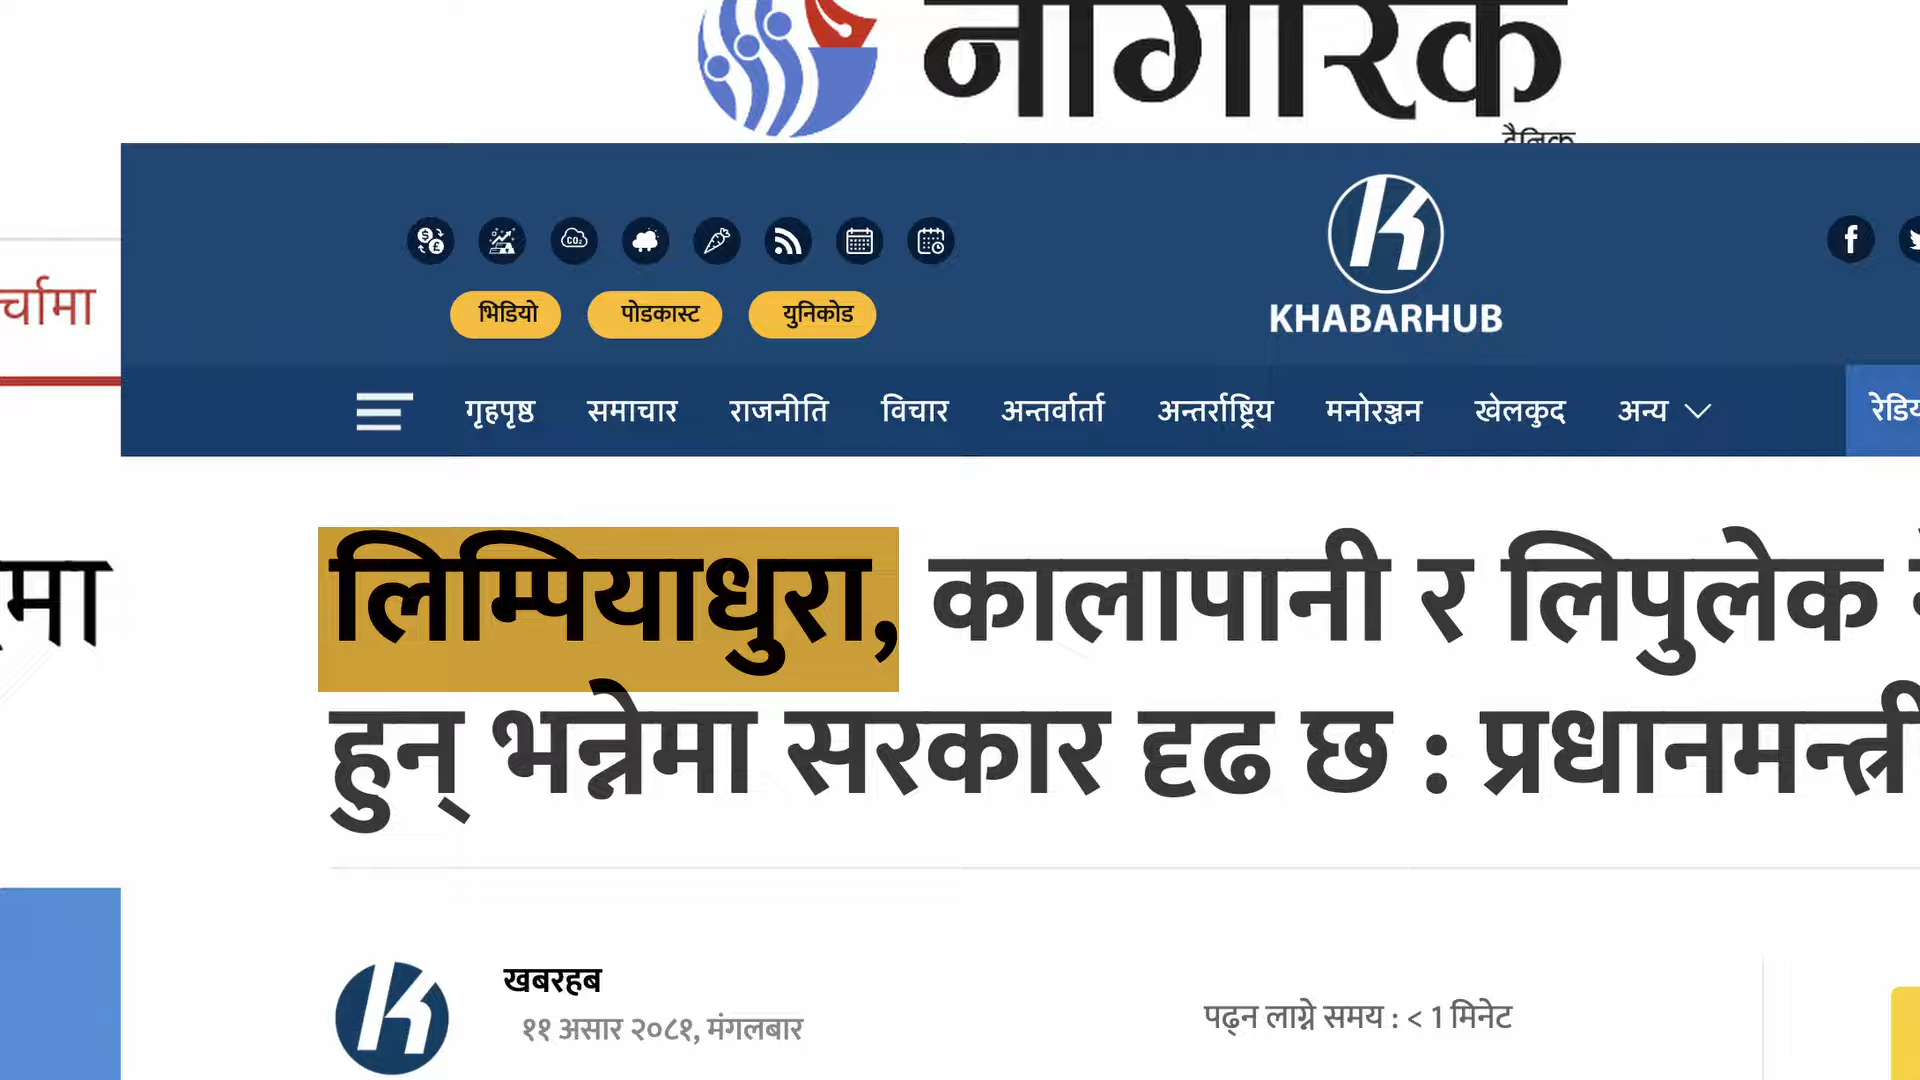 नागरिक
दैनिक
KHABARHUB
भिडियो पोडकास्ट युनिकोड
गृहपृष्ठ समाचार राजनीति विचार अन्तर्वार्ता अन्तर्राष्ट्रिय मनोरञ्जन खेलकुद अन्य
लिम्पियाधुरा, कालापानी र लिपुलेक
हुन् भन्नेमा सरकार दृढ छ : प्रधानमन्त्री
खबरहब
११ असार २०८१, मंगलबार
पढ्न लाग्ने समय : < 1 मिनेट